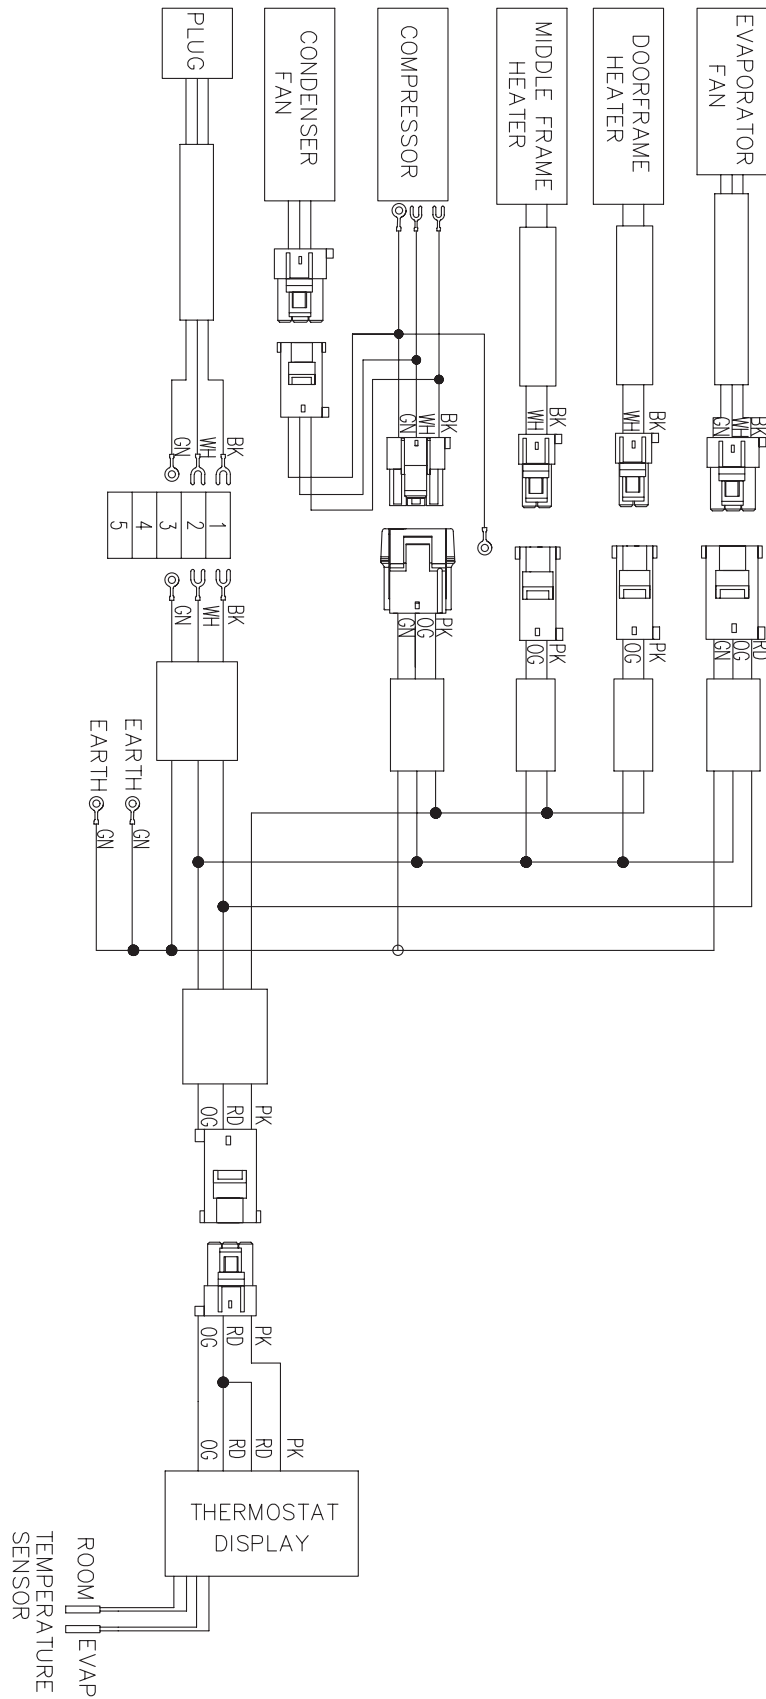 PLUG
CONDENSER
FAN
COMPRESSOR
MIDDLE FRAME
HEATER
DOORFRAME
HEATER
EVAPORATOR
FAN
GN
WH
BK
GN
WH
BK
WH
BK
WH
BK
GN
WH
BK
5
4
3
2
1
GN
WH
BK
GN
OG
PK
OG
PK
OG
PK
GN
OG
RD
EARTH
EARTH
GN
GN
OG
RD
PK
OG
RD
PK
OG
RD
RD
PK
THERMOSTAT
DISPLAY
ROOM
EVAP
TEMPERATURE
SENSOR